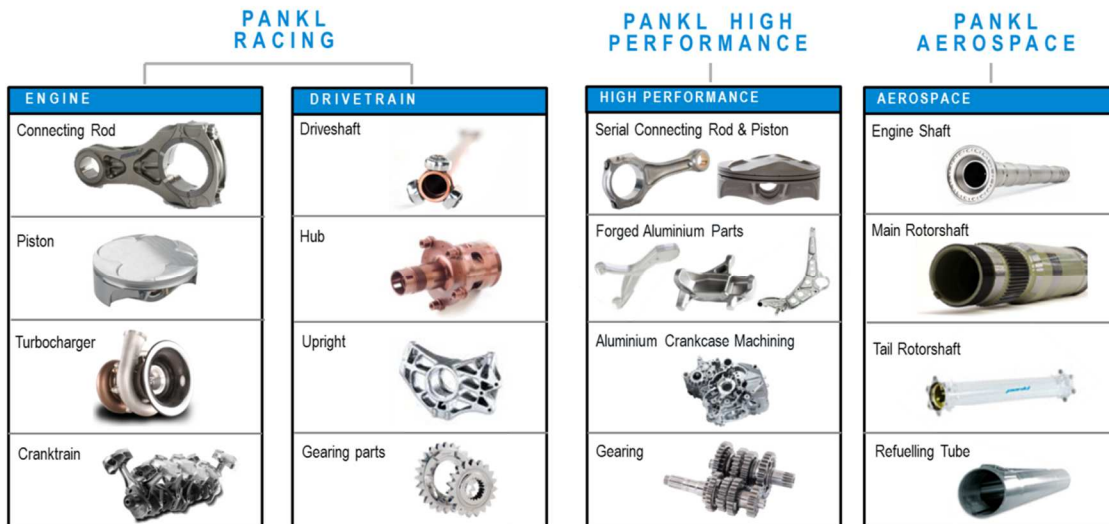 PANKL
RACING
PANKL HIGH
PERFORMANCE
PANKL
AEROSPACE
ENGINE
Connecting Rod
Piston
Turbocharger
Cranktrain
DRIVETRAIN
Driveshaft
Hub
Upright
Gearing parts
HIGH PERFORMANCE
Serial Connecting Rod & Piston
Forged Aluminium Parts
Aluminium Crankcase Machining
Gearing
AEROSPACE
Engine Shaft
Main Rotorshaft
Tail Rotorshaft
pankl
Refuelling Tube